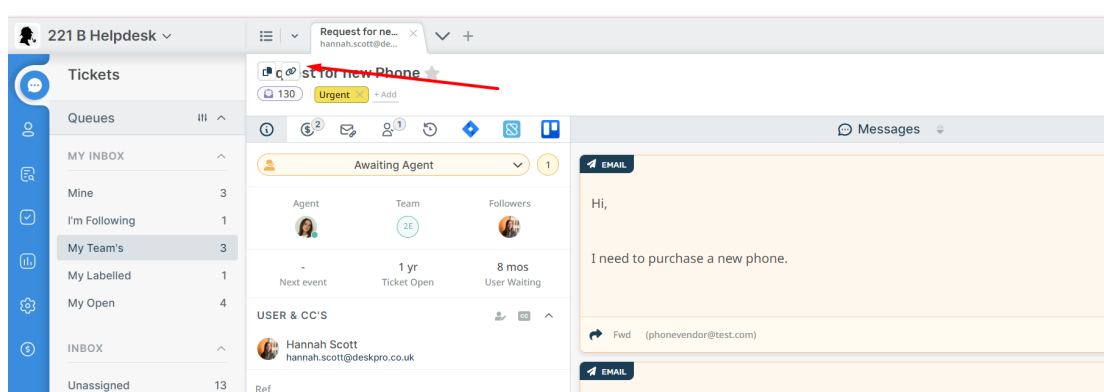 221 B Helpdesk
Request for ne...
hannah.scott@de...
Tickets
q st for new Phone
130
Urgent
+ Add
Queues
2
1
Messages
MY INBOX
Awaiting Agent
1
EMAIL
Mine 3
Agent Team Followers
Hi,
I'm Following 1
2E
My Team's 3
I need to purchase a new phone.
My Labelled 1
- 1 yr 8 mos
Next event Ticket Open User Waiting
My Open 4
USER & CC'S
CC
Fwd (phonevendor@test.com)
INBOX
Hannah Scott
hannah.scott@deskpro.co.uk
EMAIL
Unassigned 13
Ref